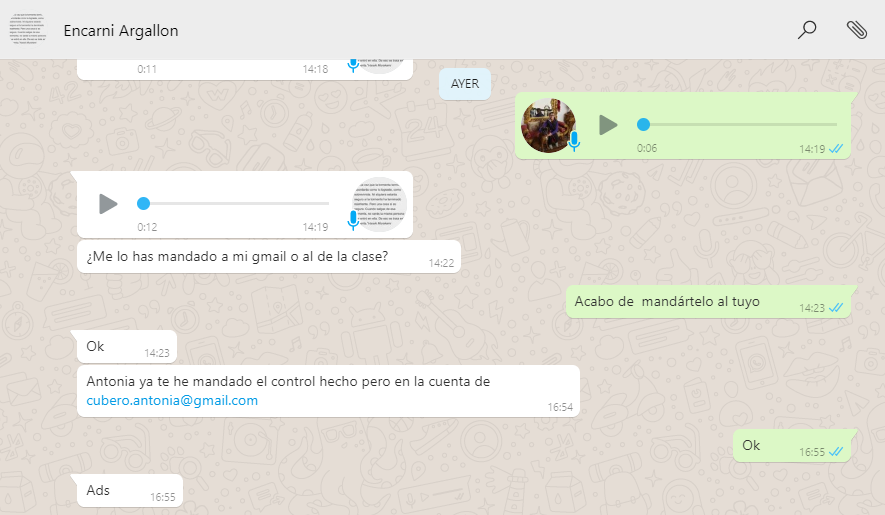 Encarni Argallon
0:11 14:18
AYER
0:06 14:19
0:12 14:19
¿Me lo has mandado a mi gmail o al de la clase? 14:22
Acabo de mandártelo al tuyo 14:23
Ok 14:23
Antonia ya te he mandado el control hecho pero en la cuenta de
cubero.antonia@gmail.com 16:54
Ok 16:55
Ads 16:55